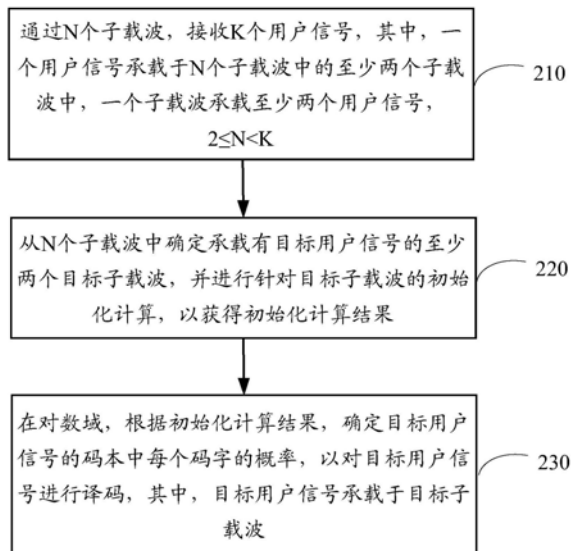 通过N个子载波，接收K个用户信号，其中，一
个用户信号承载于N个子载波中的至少两个子载
波中，一个子载波承载至少两个用户信号，
2≤N<K
210
从N个子载波中确定承载有目标用户信号的至少
两个目标子载波，并进行针对目标子载波的初始
化计算，以获得初始化计算结果
220
在对数域，根据初始化计算结果，确定目标用户
信号的码本中每个码字的概率，以对目标用户信
号进行译码，其中，目标用户信号承载于目标子
载波
230